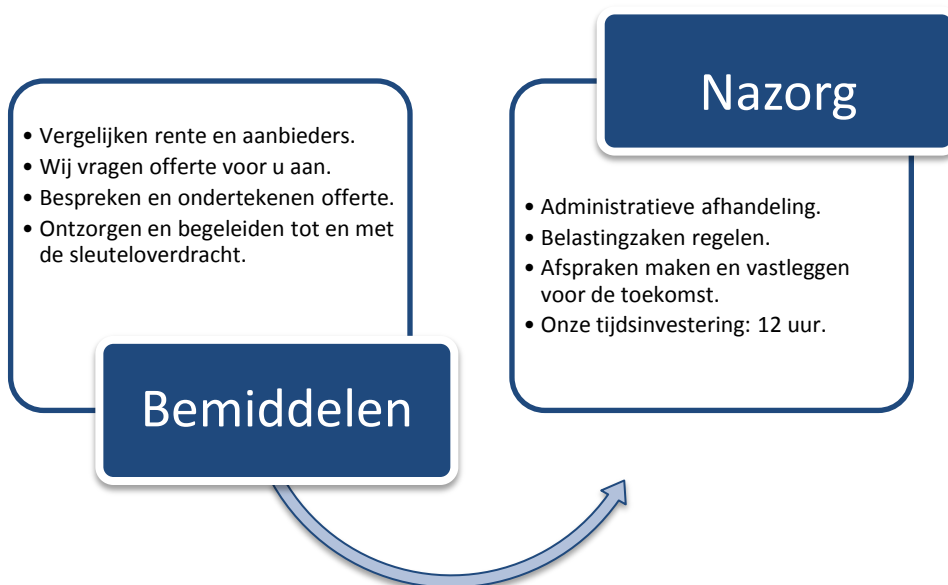 • Vergelijken rente en aanbieders.
• Wij vragen offerte voor u aan.
• Bespreken en ondertekenen offerte.
• Ontzorgen en begeleiden tot en met
de sleuteloverdracht.
Bemiddelen
Nazorg
• Administratieve afhandeling.
• Belastingzaken regelen.
• Afspraken maken en vastleggen
voor de toekomst.
• Onze tijdsinvestering: 12 uur.